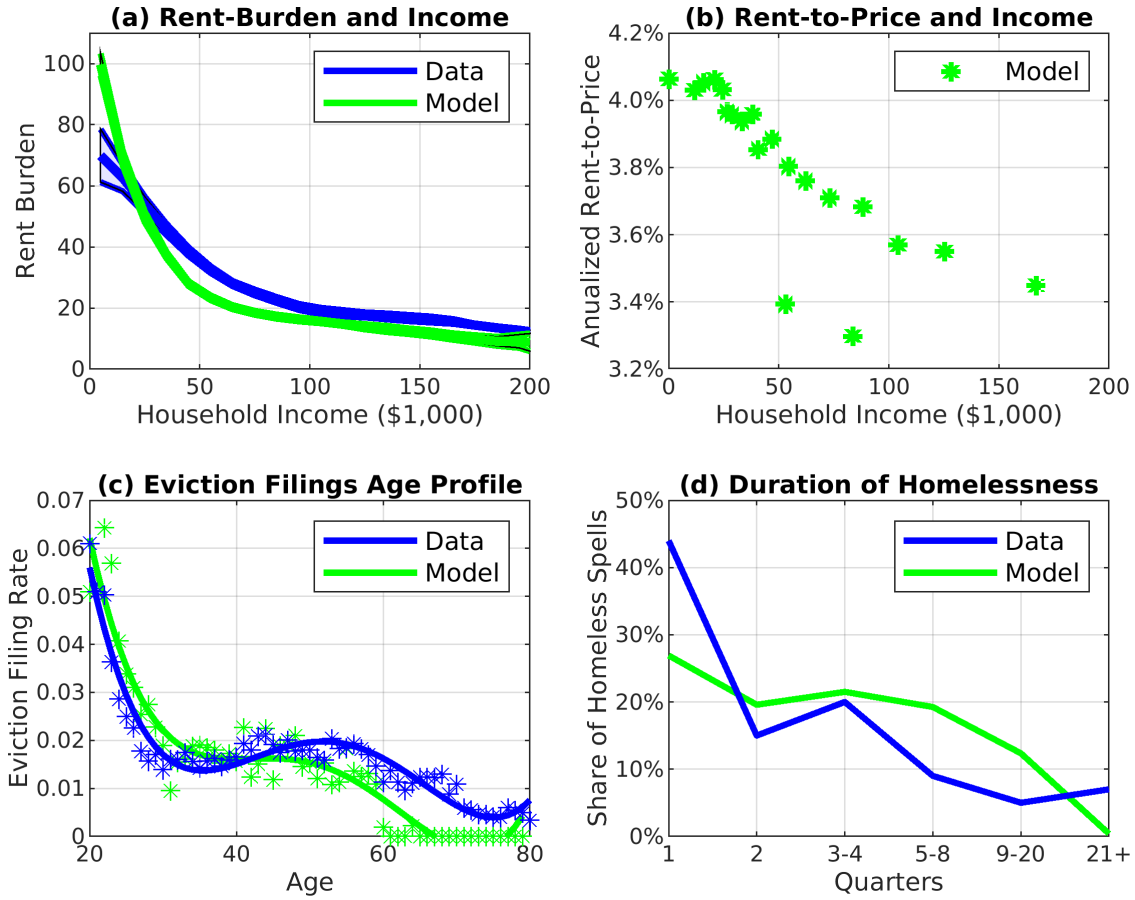 (a) Rent-Burden and Income
100
80
60
40
20
0
0 50 100 150 200
Rent Burden
Household Income ($1,000)
Data
Model
(b) Rent-to-Price and Income
4.2%
4.0%
3.8%
3.6%
3.4%
3.2%
0 50 100 150 200
Anualized Rent-to-Price
Household Income ($1,000)
Model
(c) Eviction Filings Age Profile
0.07
0.06
0.05
0.04
0.03
0.02
0.01
0
20 40 60 80
Eviction Filing Rate
Age
Data
Model
(d) Duration of Homelessness
50%
40%
30%
20%
10%
0%
1 2 3-4 5-8 9-20 21+
Share of Homeless Spells
Quarters
Data
Model